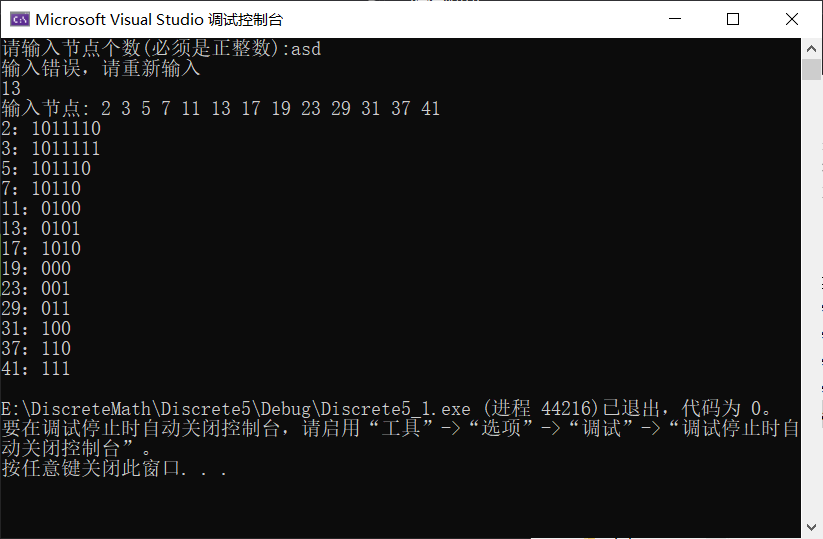 Microsoft Visual Studio 调试控制台
请输入节点个数(必须是正整数):asd
输入错误，请重新输入
13
输入节点: 2 3 5 7 11 13 17 19 23 29 31 37 41
2: 1011110
3: 1011111
5: 101110
7: 10110
11: 0100
13: 0101
17: 1010
19: 000
23: 001
29: 011
31: 100
37: 110
41: 111
E:\DiscreteMath\Discrete5\Debug\Discrete5_1.exe (进程 44216)已退出，代码为 0。
要在调试停止时自动关闭控制台，请启用“工具”->“选项”->“调试”->“调试停止时自
动关闭控制台”。
按任意键关闭此窗口. . .